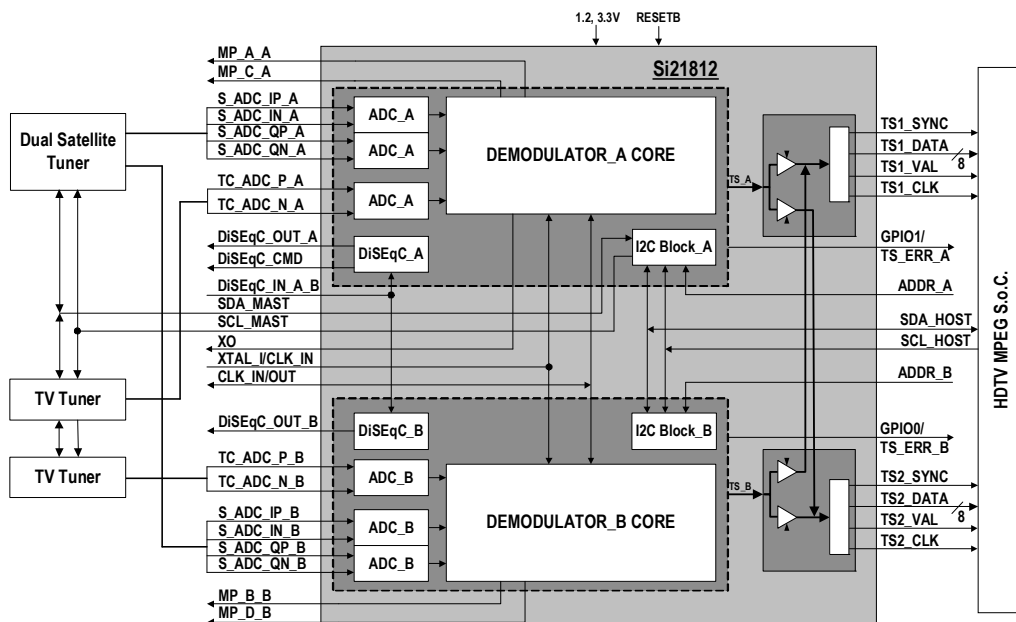 1.2, 3.3V
RESETB
Si21812
MP_A_A
MP_C_A
S_ADC_IP_A
S_ADC_IN_A
S_ADC_QP_A
S_ADC_QN_A
TC_ADC_P_A
TC_ADC_N_A
DiSEqC_OUT_A
DiSEqC_CMD
DiSEqC_IN_A_B
SDA_MAST
SCL_MAST
XO
XTAL_I/CLK_IN
CLK_IN/OUT
DiSEqC_OUT_B
TC_ADC_P_B
TC_ADC_N_B
S_ADC_IP_B
S_ADC_IN_B
S_ADC_QP_B
S_ADC_QN_B
MP_B_B
MP_D_B
Dual Satellite
Tuner
TV Tuner
TV Tuner
ADC_A
ADC_A
ADC_A
DEMODULATOR_A CORE
DiSEqC_A
I2C Block_A
TS_A
DiSEqC_B
I2C Block_B
ADC_B
ADC_B
ADC_B
DEMODULATOR_B CORE
TS_B
TS1_SYNC
TS1_DATA
8
TS1_VAL
TS1_CLK
GPIO1/
TS_ERR_A
ADDR_A
SDA_HOST
SCL_HOST
ADDR_B
GPIO0/
TS_ERR_B
TS2_SYNC
TS2_DATA
8
TS2_VAL
TS2_CLK
HDTV MPEG S.o.C.